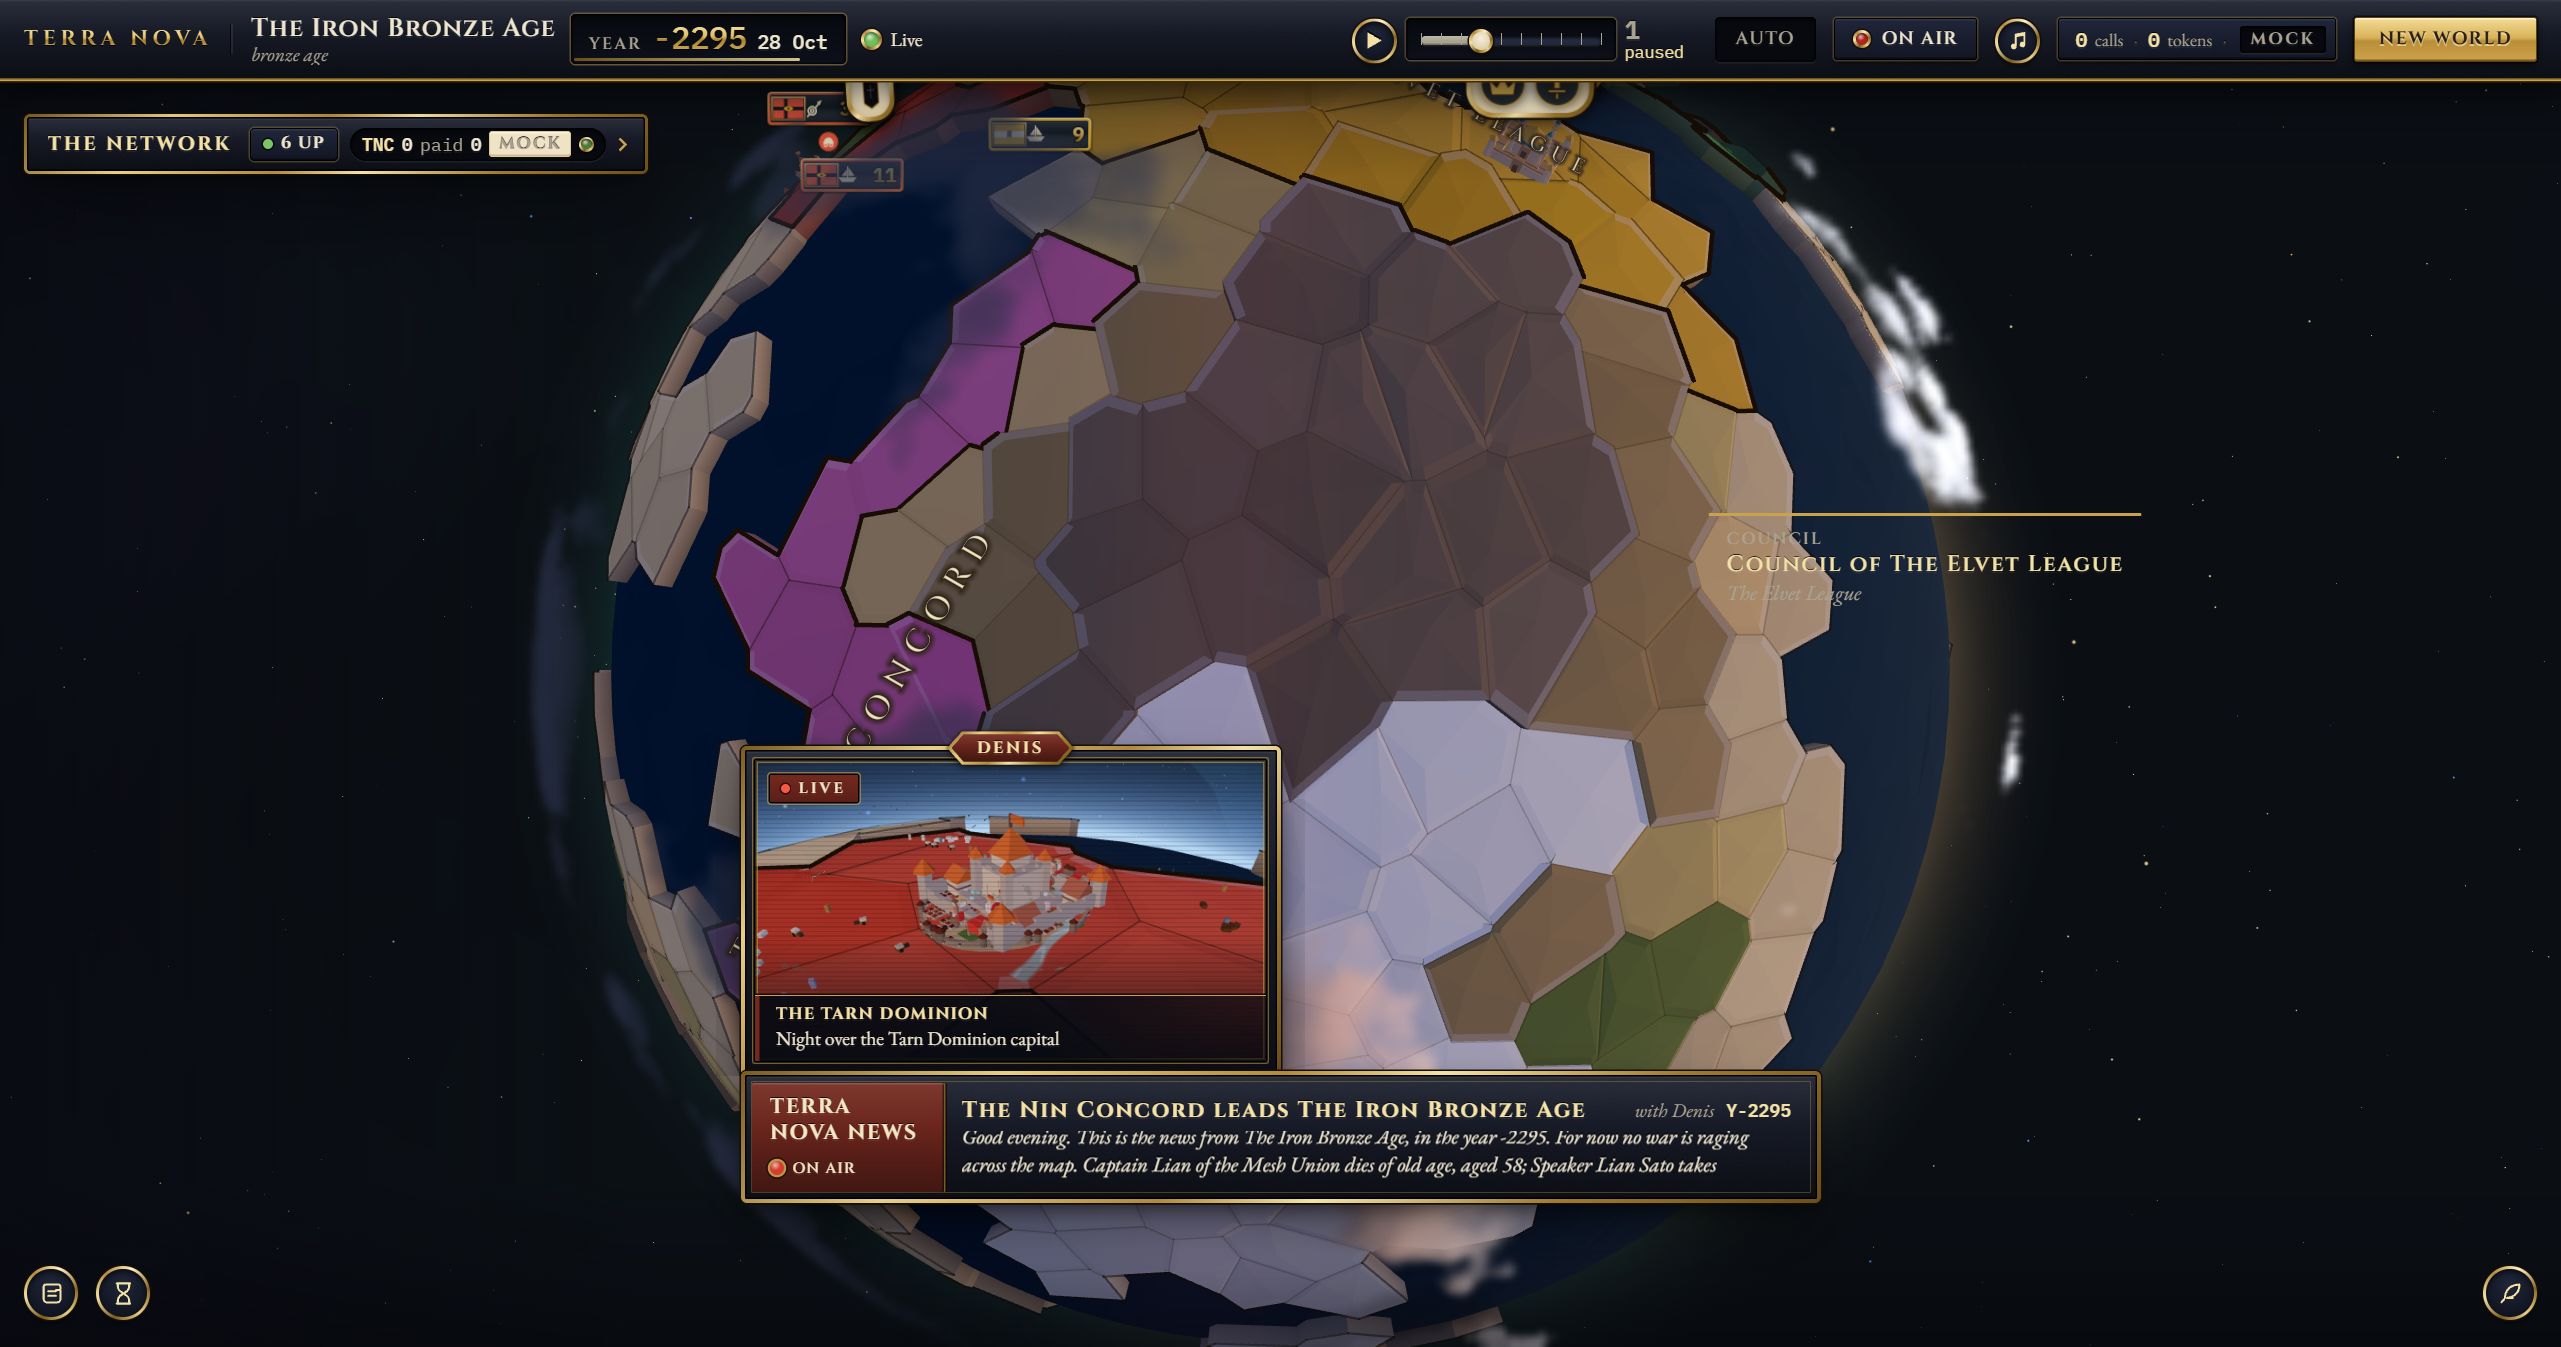 TERRA NOVA
THE IRON BRONZE AGE
bronze age
YEAR -2295 28 Oct
Live
1
paused
AUTO
ON AIR
0 calls · 0 tokens · MOCK
NEW WORLD
THE NETWORK
6 UP
TNC 0 paid 0 MOCK
9
11
LEAGUE
CONCORD
COUNCIL
COUNCIL OF THE ELVET LEAGUE
The Elvet League
DENIS
LIVE
THE TARN DOMINION
Night over the Tarn Dominion capital
TERRA
NOVA NEWS
ON AIR
THE NIN CONCORD LEADS THE IRON BRONZE AGE
with Denis Y-2295
Good evening. This is the news from The Iron Bronze Age, in the year -2295. For now no war is raging
across the map. Captain Lian of the Mesh Union dies of old age, aged 58; Speaker Lian Sato takes